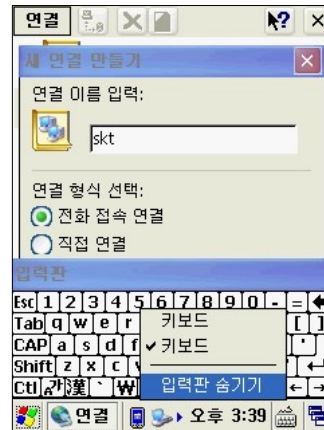 연결
새 연결 만들기
연결 이름 입력:
skt
연결 형식 선택:
전화 접속 연결
직접 연결
입력판
Esc 1 2 3 4 5 6 7 8 9 0 - =
Tab q w e r 키보드 [ ]
CAP a s d f 키보드 '
Shift z x c
Ctl 가 漢 ` ₩ 입력판 숨기기
연결 오후 3:39